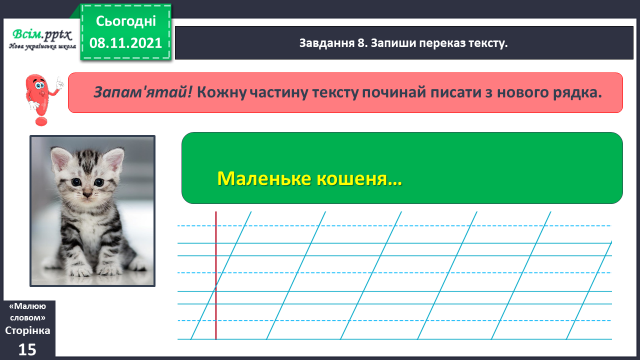 Всім.pptx
Нова українська школа
Сьогодні
08.11.2021
Завдання 8. Запиши переказ тексту.
Запам'ятай! Кожну частину тексту починай писати з нового рядка.
Маленьке кошеня...
«Малюю
словом»
Сторінка
15